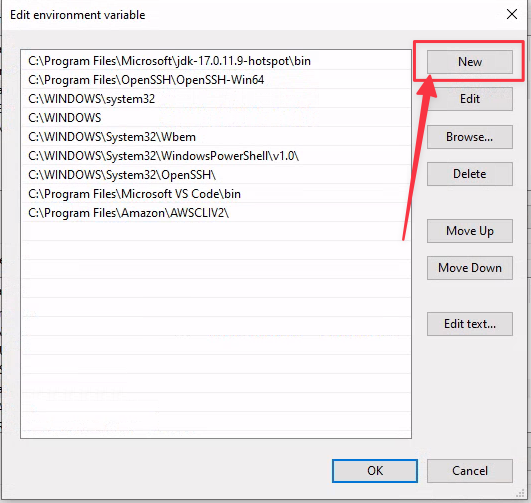 Edit environment variable
C:\Program Files\Microsoft\jdk-17.0.11.9-hotspot\bin
C:\Program Files\OpenSSH\OpenSSH-Win64
C:\WINDOWS\system32
C:\WINDOWS
C:\WINDOWS\System32\Wbem
C:\WINDOWS\System32\WindowsPowerShell\v1.0\
C:\WINDOWS\System32\OpenSSH\
C:\Program Files\Microsoft VS Code\bin
C:\Program Files\Amazon\AWSCLIV2\
New
Edit
Browse...
Delete
Move Up
Move Down
Edit text...
OK
Cancel